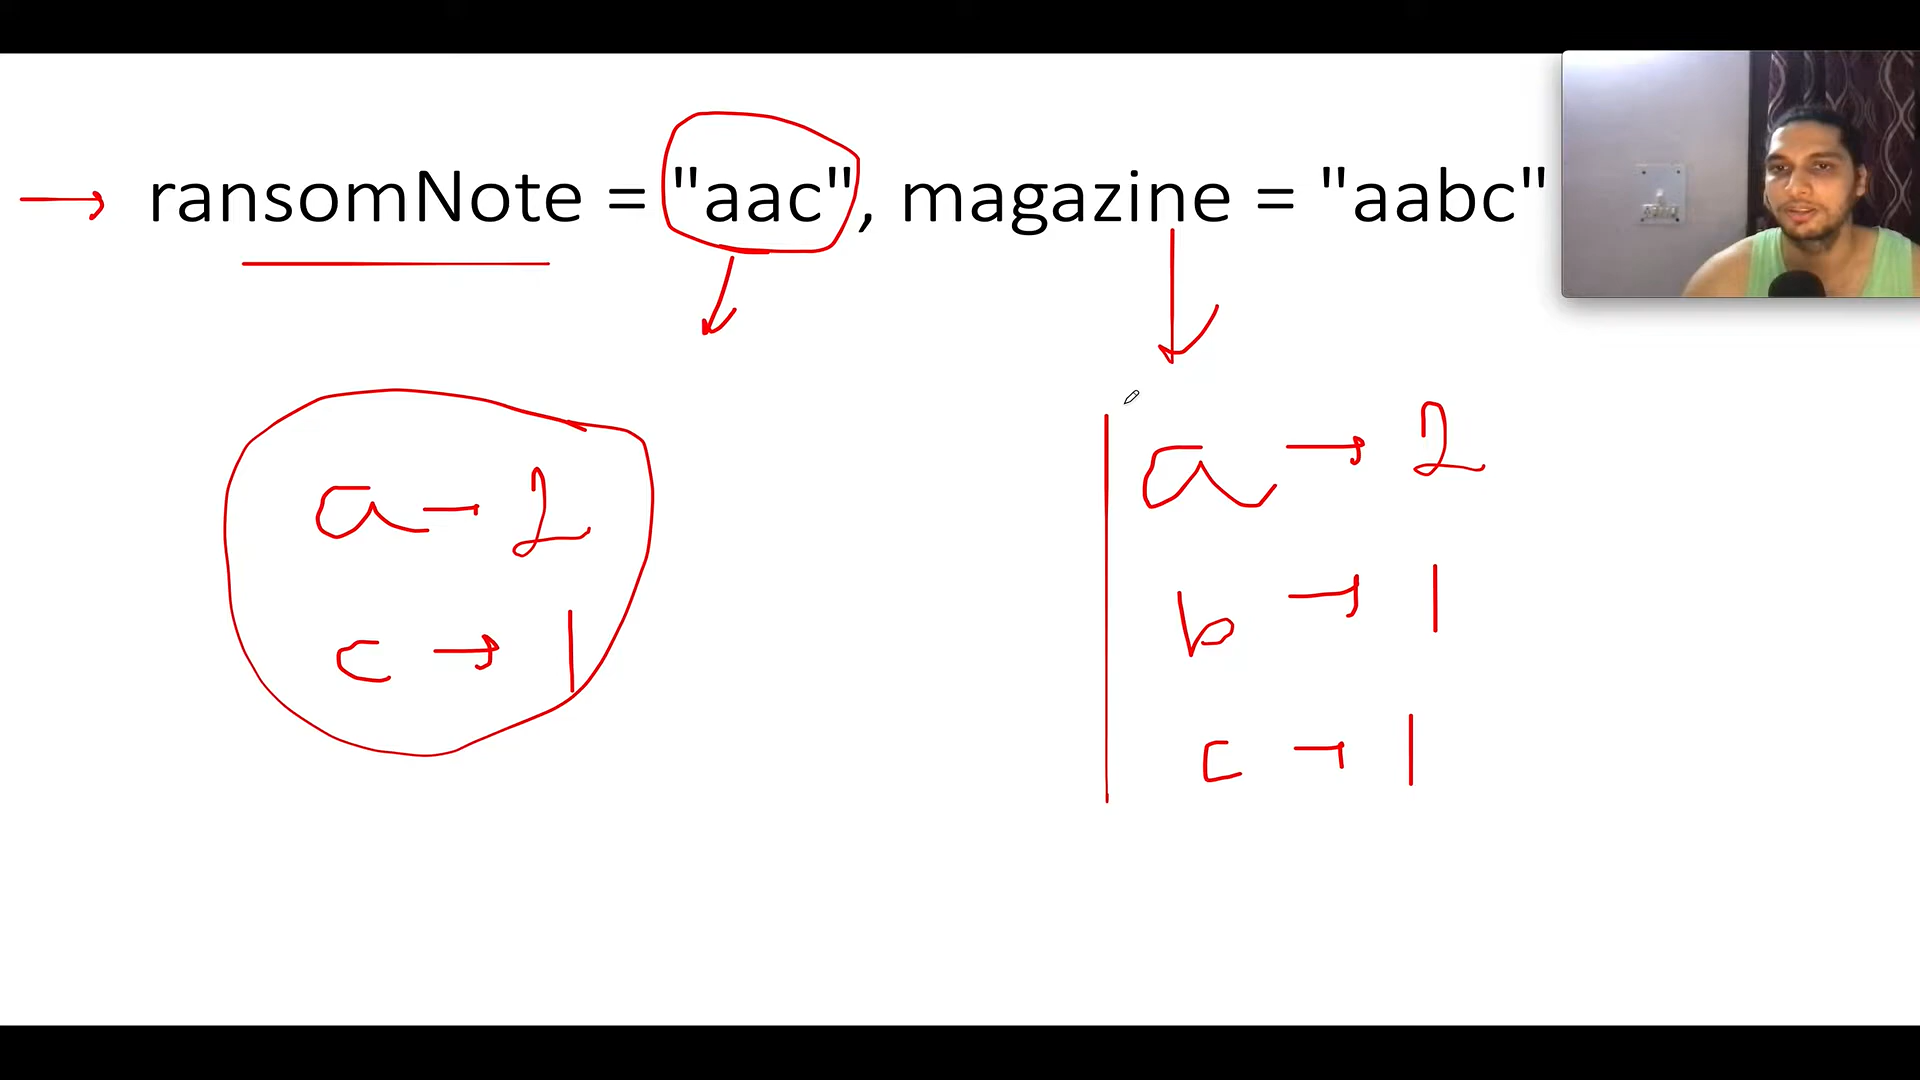 → ransomNote = "aac", magazine = "aabc"
a - 2
c → 1
a → 2
b → 1
c → 1